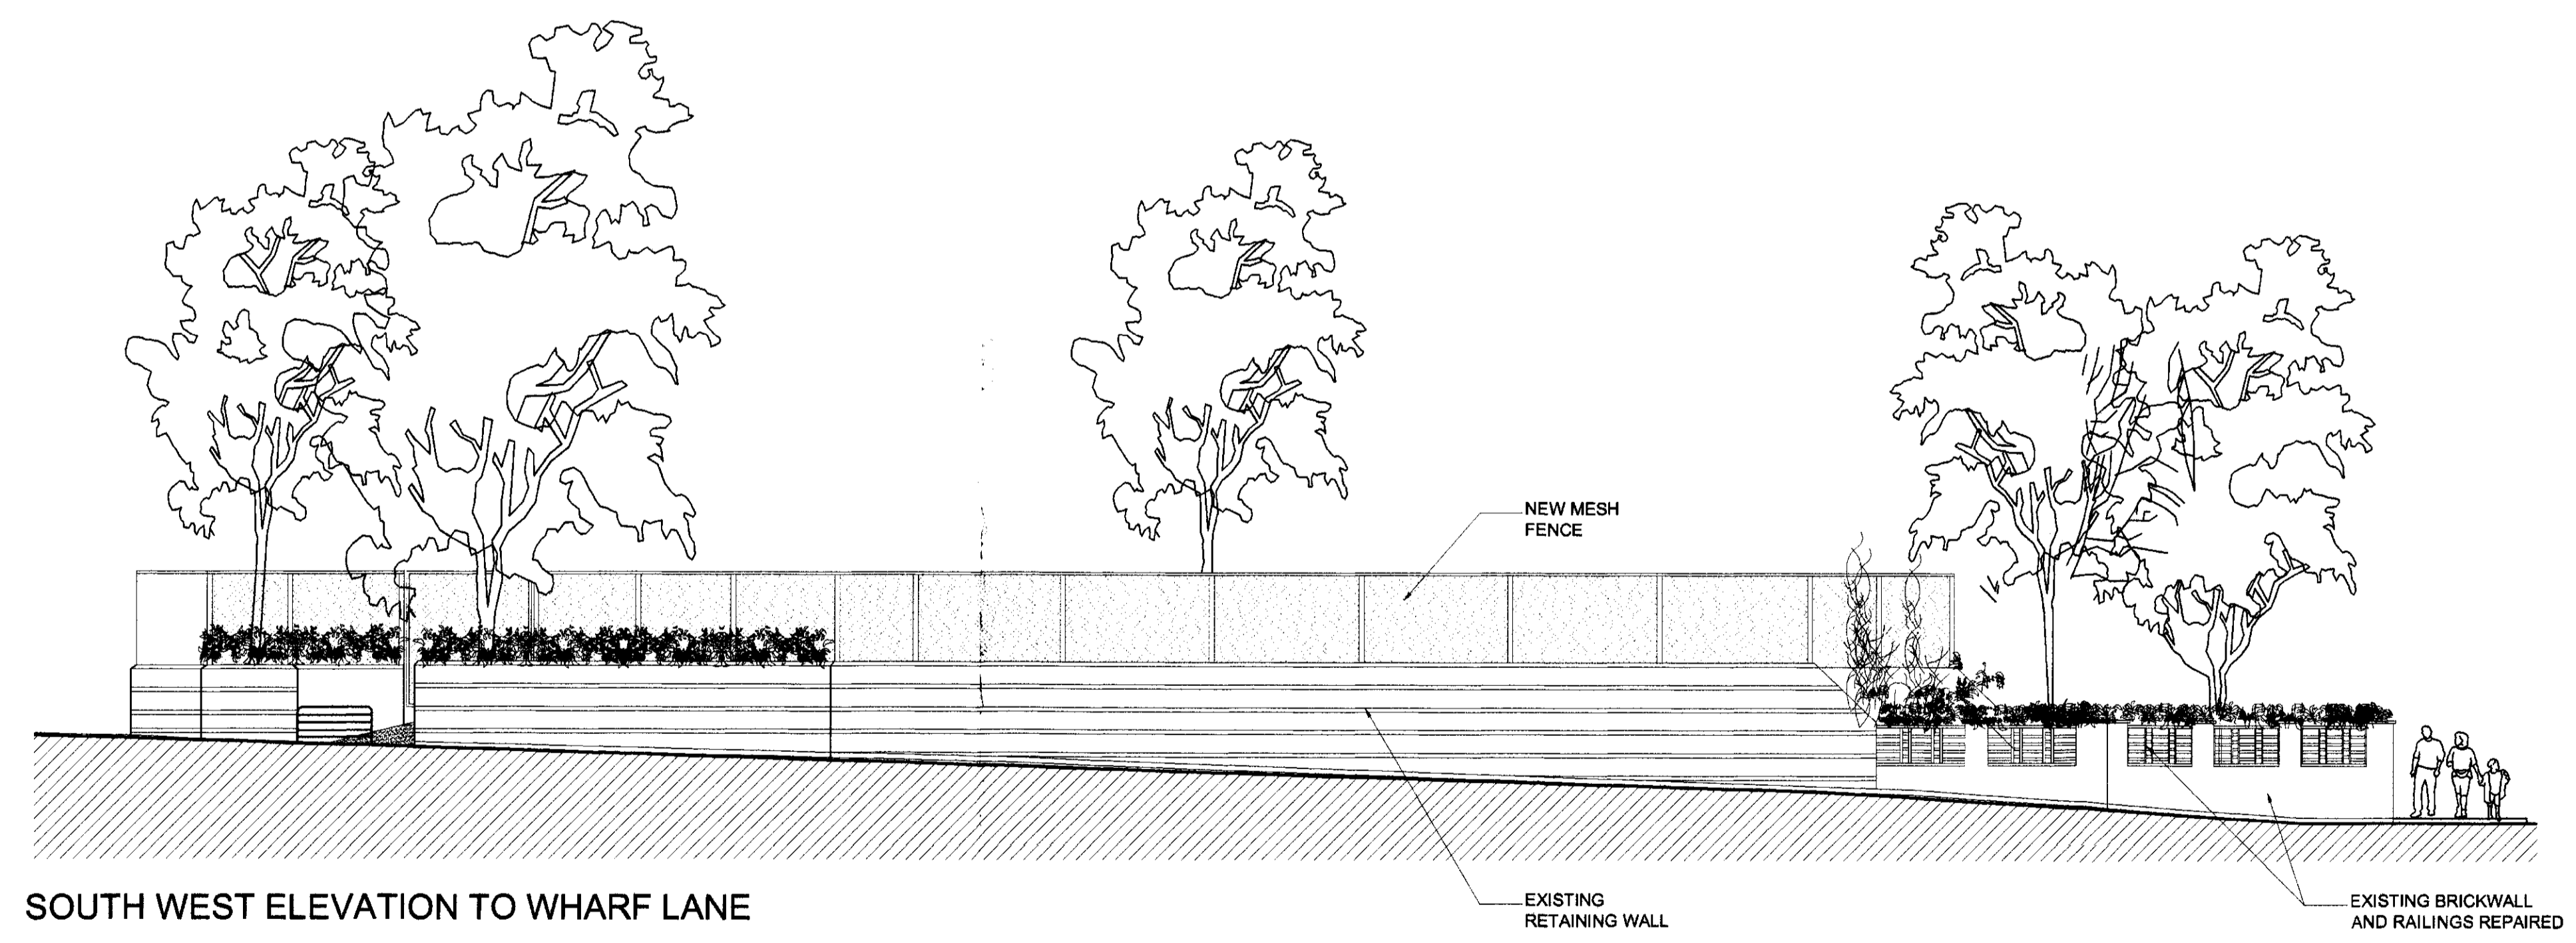 NEW MESH
FENCE
EXISTING
RETAINING WALL
EXISTING BRICKWALL
AND RAILINGS REPAIRED
SOUTH WEST ELEVATION TO WHARF LANE